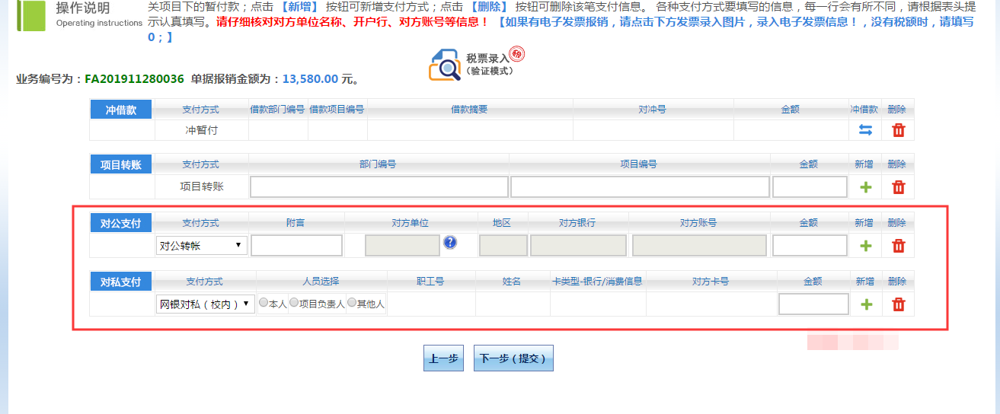 操作说明
Operating instructions
关项目下的暂付款；点击 【新增】 按钮可新增支付方式；点击 【删除】 按钮可删除该笔支付信息。 各种支付方式要填写的信息，每一行会有所不同，请根据表头提
示认真填写。请仔细核对对方单位名称、开户行、对方账号等信息！ 【如果有电子发票报销，请点击下方发票录入图片，录入电子发票信息！，没有税额时，请填写
0；】
税票录入
（验证模式）
业务编号为：FA201911280036 单据报销金额为：13,580.00 元。
冲借款 支付方式 借款部门编号 借款项目编号 借款摘要 对冲号 金额 冲借款 删除
冲暂付
项目转账 支付方式 部门编号 项目编号 金额 新增 删除
项目转账
对公支付 支付方式 附言 对方单位 地区 对方银行 对方账号 金额 新增 删除
对公转帐
对私支付 支付方式 人员选择 职工号 姓名 卡类型-银行/消费信息 对方卡号 金额 新增 删除
网银对私（校内） 本人 项目负责人 其他人
上一步 下一步（提交）